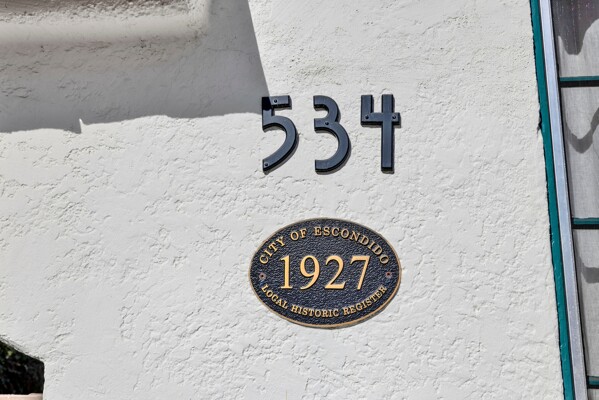 534
CITY OF ESCONDIDO
1927
LOCAL HISTORIC REGISTER